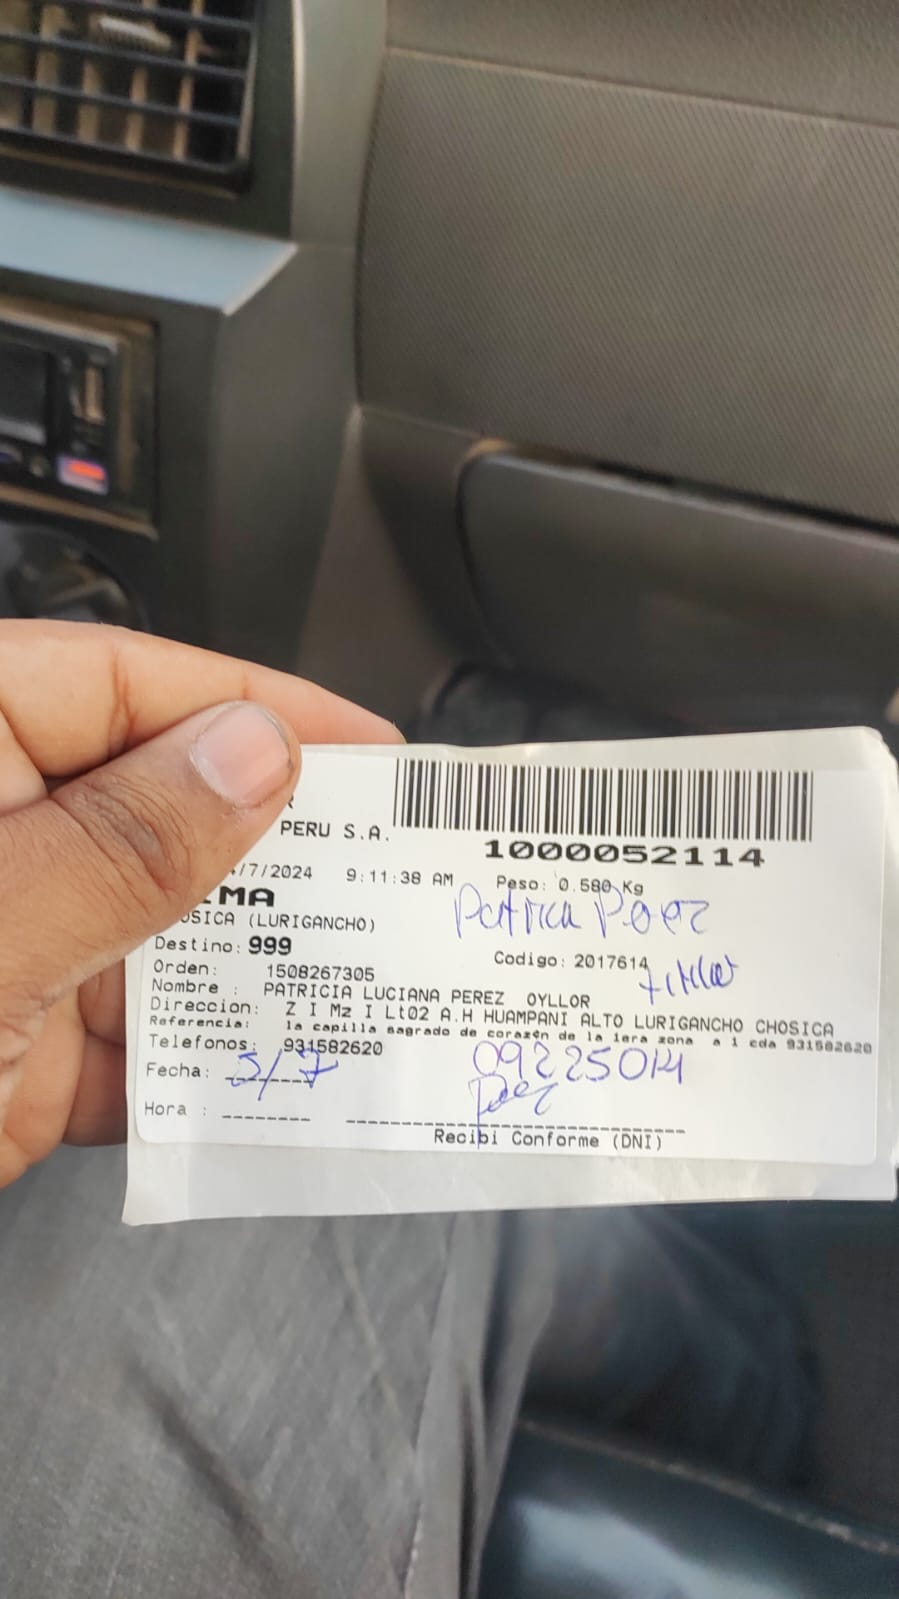 PERU S.A.
1000052114
/7/2024 9:11:38 AM Peso: 0.580 Kg
IMA
OSICA (LURIGANCHO)
Patricia Perez
Destino: 999
Codigo: 2017614
titular
Orden: 1508267305
Nombre : PATRICIA LUCIANA PEREZ OYLLOR
Direccion: Z I Mz I Lt02 A.H HUAMPANI ALTO LURIGANCHO CHOSICA
Referencia: la capilla sagrado de corazón de la 1era zona a 1 cda 931582620
Telefonos: 931582620
09225014
Fecha: 5/7
Hora :
Recibi Conforme (DNI)